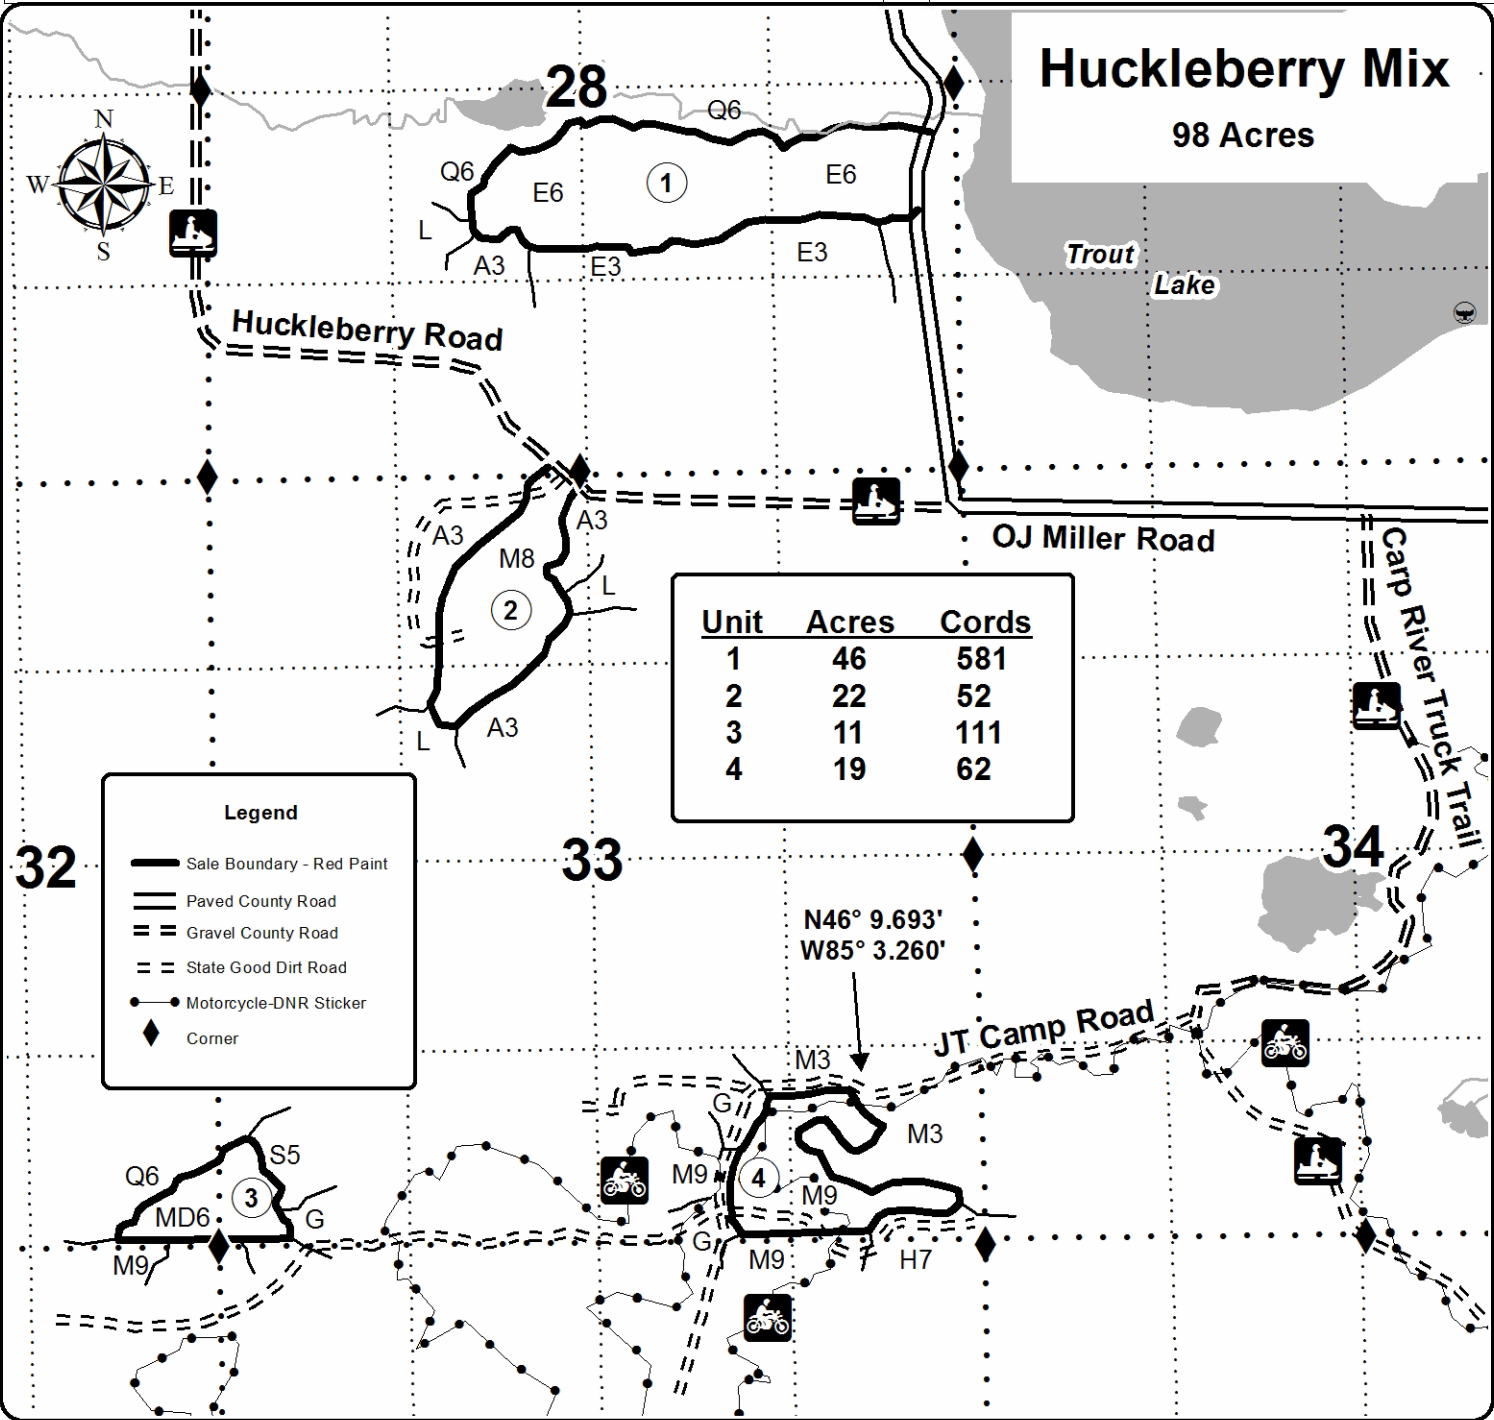 Huckleberry Mix
98 Acres
28
Q6
N
W E
S
Q6
E6
1
E6
L
A3
E3
E3
Trout
Lake
Huckleberry Road
A3
A3
M8
2
L
L
A3
OJ Miller Road
Carp River Truck Trail
Unit Acres Cords
1 46 581
2 22 52
3 11 111
4 19 62
Legend
Sale Boundary - Red Paint
Paved County Road
Gravel County Road
State Good Dirt Road
Motorcycle-DNR Sticker
Corner
32
33
34
N46° 9.693'
W85° 3.260'
JT Camp Road
M3
G
M3
M9
4
M9
G
M9
H7
Q6
S5
3
MD6
G
M9